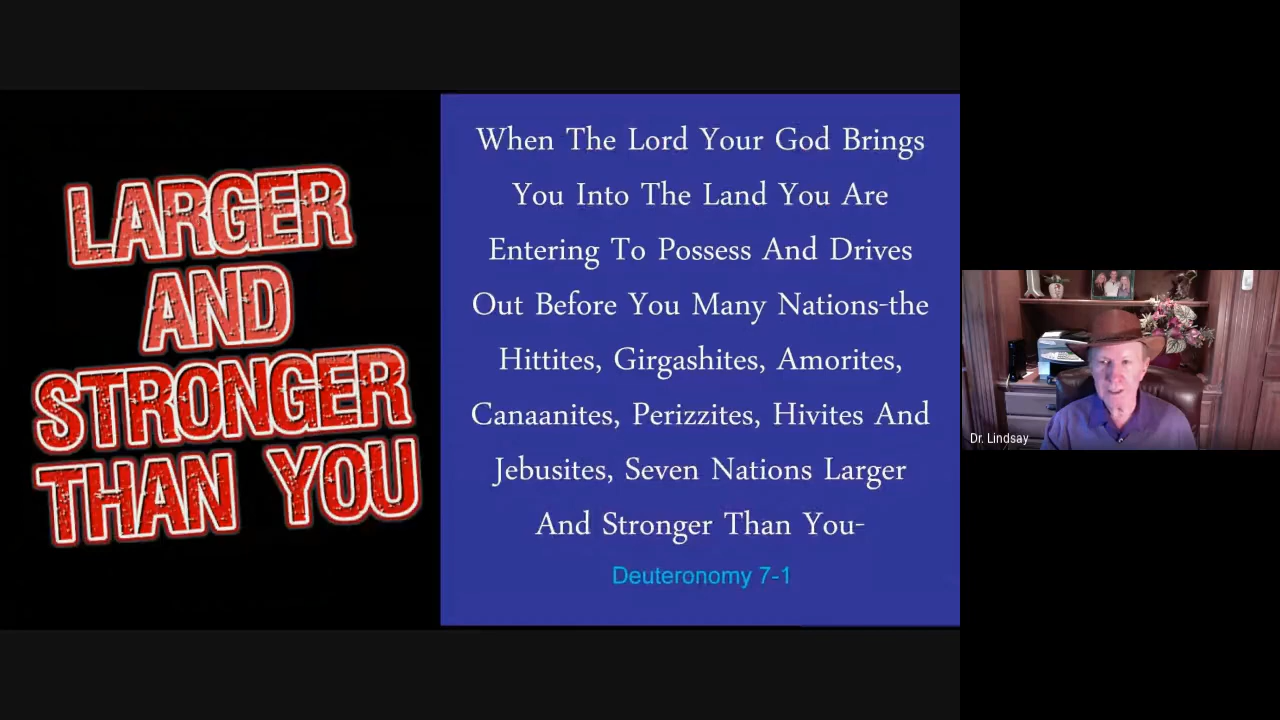 LARGER
AND
STRONGER
THAN YOU
When The Lord Your God Brings
You Into The Land You Are
Entering To Possess And Drives
Out Before You Many Nations-the
Hittites, Girgashites, Amorites,
Canaanites, Perizzites, Hivites And
Jebusites, Seven Nations Larger
And Stronger Than You-
Deuteronomy 7-1
Dr. Lindsay